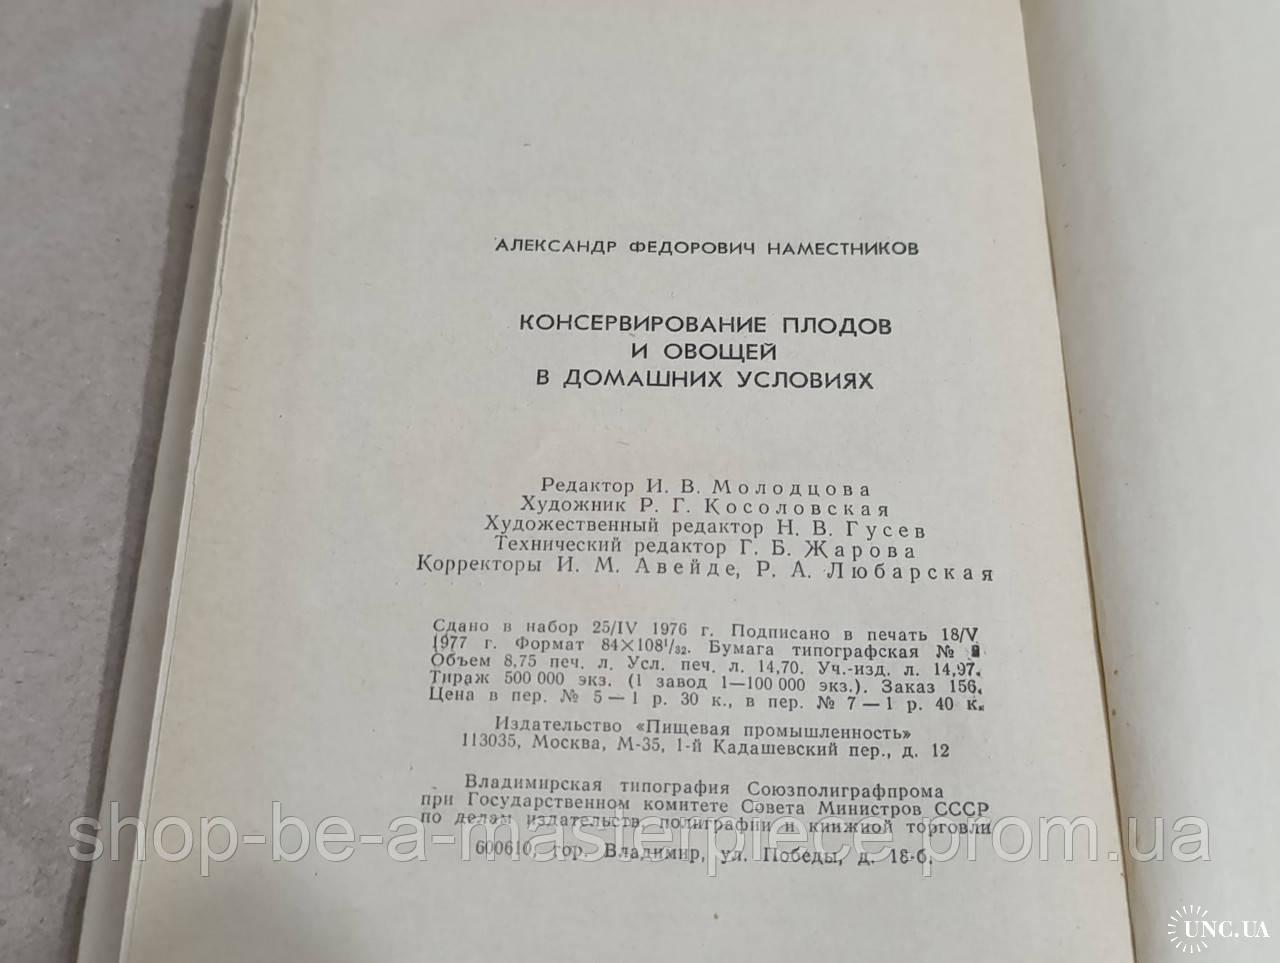 АЛЕКСАНДР ФЕДОРОВИЧ НАМЕСТНИКОВ
КОНСЕРВИРОВАНИЕ ПЛОДОВ
И ОВОЩЕЙ
В ДОМАШНИХ УСЛОВИЯХ
Редактор И. В. Молодцова
Художник Р. Г. Косоловская
Художественный редактор Н. В. Гусев
Технический редактор Г. Б. Жарова
Корректоры И. М. Авейде, Р. А. Любарская
Сдано в набор 25/IV 1976 г. Подписано в печать 18/V
1977 г. Формат 84×108¹/₃₂. Бумага типографская №
Объем 8,75 печ. л. Усл. печ. л. 14,70. Уч.-изд. л. 14,97.
Тираж 500 000 экз. (1 завод 1—100 000 экз.). Заказ 156.
Цена в пер. № 5 — 1 р. 30 к., в пер. № 7 — 1 р. 40 к.
Издательство «Пищевая промышленность»
113035, Москва, М-35, 1-й Кадашевский пер., д. 12
Владимирская типография Союзполиграфпрома
при Государственном комитете Совета Министров СССР
по делам издательств, полиграфии и книжной торговли
600610, гор. Владимир, ул. Победы, д. 18-б.
shop-be-a-masterpiece.prom.ua
UNC.UA